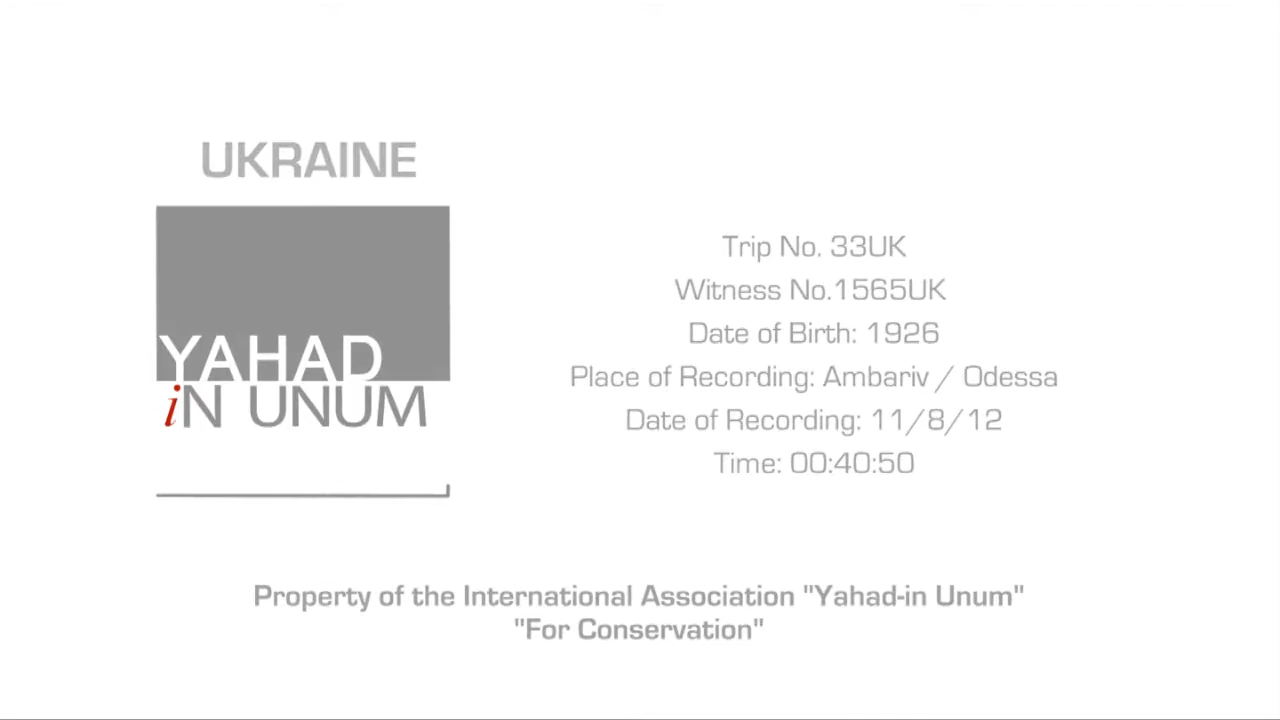 UKRAINE
YAHAD
iN UNUM
Trip No. 33UK
Witness No.1565UK
Date of Birth: 1926
Place of Recording: Ambariv / Odessa
Date of Recording: 11/8/12
Time: 00:40:50
Property of the International Association "Yahad-in Unum"
"For Conservation"